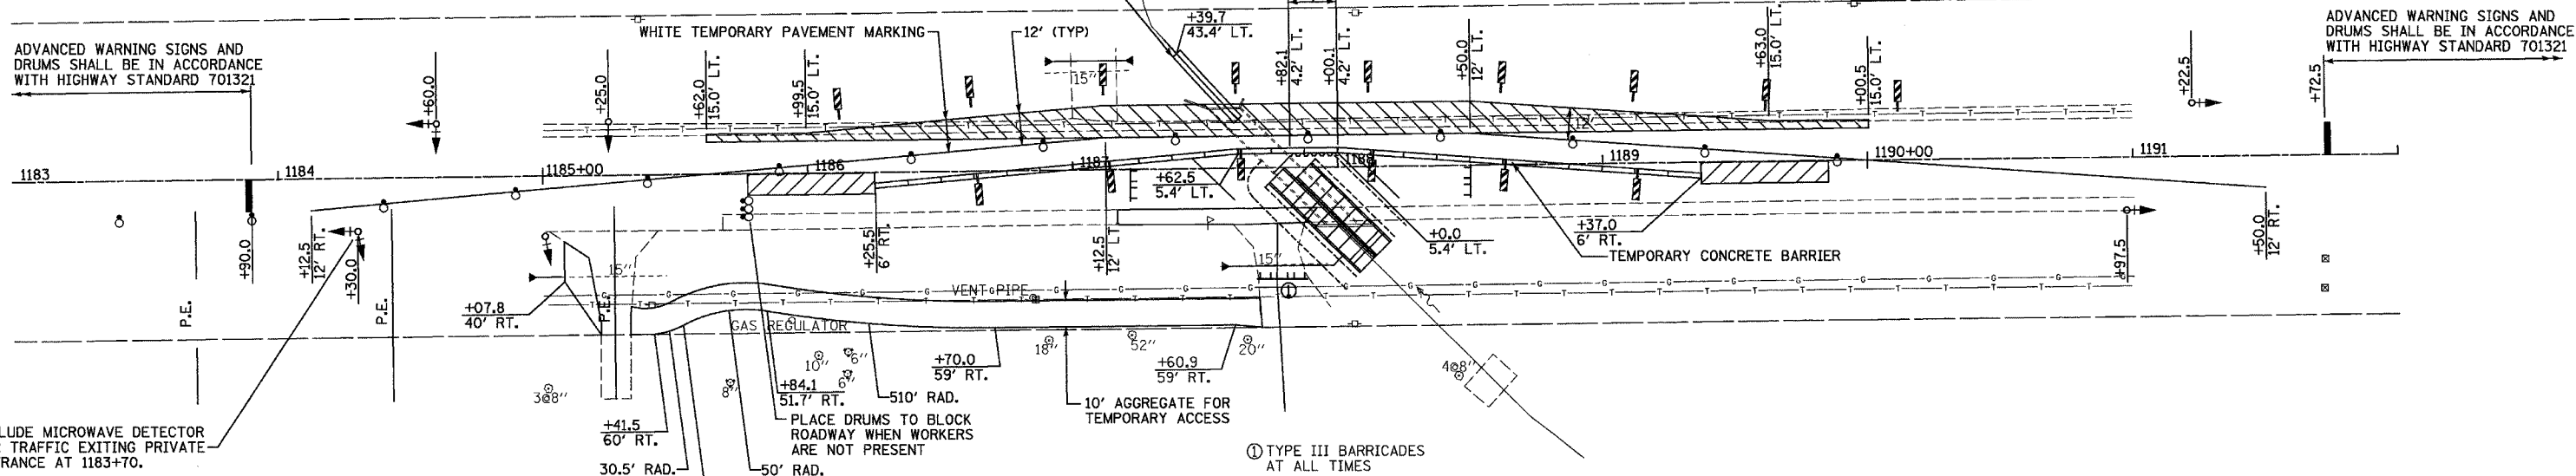 ADVANCED WARNING SIGNS AND
DRUMS SHALL BE IN ACCORDANCE
WITH HIGHWAY STANDARD 701321
WHITE TEMPORARY PAVEMENT MARKING
12' (TYP)
+39.7
43.4' LT.
ADVANCED WARNING SIGNS AND
DRUMS SHALL BE IN ACCORDANCE
WITH HIGHWAY STANDARD 701321
+60.0
+25.0
+62.0
15.0' LT.
+99.5
15.0' LT.
15"
+82.1
4.2' LT.
+00.1
4.2' LT.
+50.0
12' LT.
+63.0
15.0' LT.
+00.5
15.0' LT.
+22.5
+72.5
12'
1183
1184
1185+00
1186
1187
1188
1189
1190+00
1191
+90.0
+12.5
12' RT.
+30.0
+25.5
6' RT.
+12.5
12' LT.
+62.5
5.4' LT.
+0.0
5.4' LT.
+37.0
6' RT.
TEMPORARY CONCRETE BARRIER
+97.5
+50.0
12' RT.
P.E.
P.E.
P.E.
15"
15"
VENT PIPE
GAS REGULATOR
+07.8
40' RT.
3@8"
8"
10"
6"
6"
18"
52"
20"
4@8"
+70.0
59' RT.
+60.9
59' RT.
+84.1
51.7' RT.
510' RAD.
+41.5
60' RT.
30.5' RAD.
50' RAD.
PLACE DRUMS TO BLOCK
ROADWAY WHEN WORKERS
ARE NOT PRESENT
10' AGGREGATE FOR
TEMPORARY ACCESS
① TYPE III BARRICADES
AT ALL TIMES
①
LUDE MICROWAVE DETECTOR
TRAFFIC EXITING PRIVATE
TRANCE AT 1183+70.